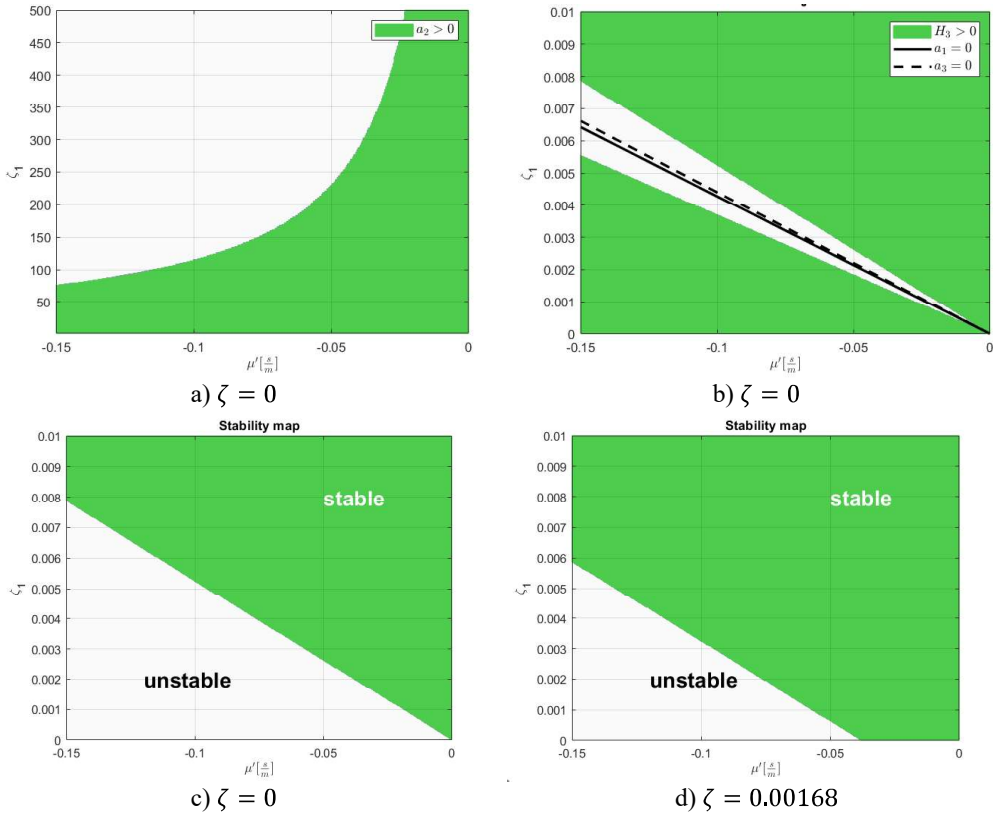 500
450
400
350
300
250
200
150
100
50
ζ₁
-0.15
-0.1
-0.05
0
μ′[s/m]
a₂ > 0
a) ζ = 0
0.01
0.009
0.008
0.007
0.006
0.005
0.004
0.003
0.002
0.001
0
ζ₁
-0.15
-0.1
-0.05
0
μ′[s/m]
H₃ > 0
a₁ = 0
a₃ = 0
b) ζ = 0
Stability map
0.01
0.009
0.008
0.007
0.006
0.005
0.004
0.003
0.002
0.001
0
ζ₁
stable
unstable
-0.15
-0.1
-0.05
0
μ′[s/m]
c) ζ = 0
Stability map
0.01
0.009
0.008
0.007
0.006
0.005
0.004
0.003
0.002
0.001
0
ζ₁
stable
unstable
-0.15
-0.1
-0.05
0
μ′[s/m]
d) ζ = 0.00168